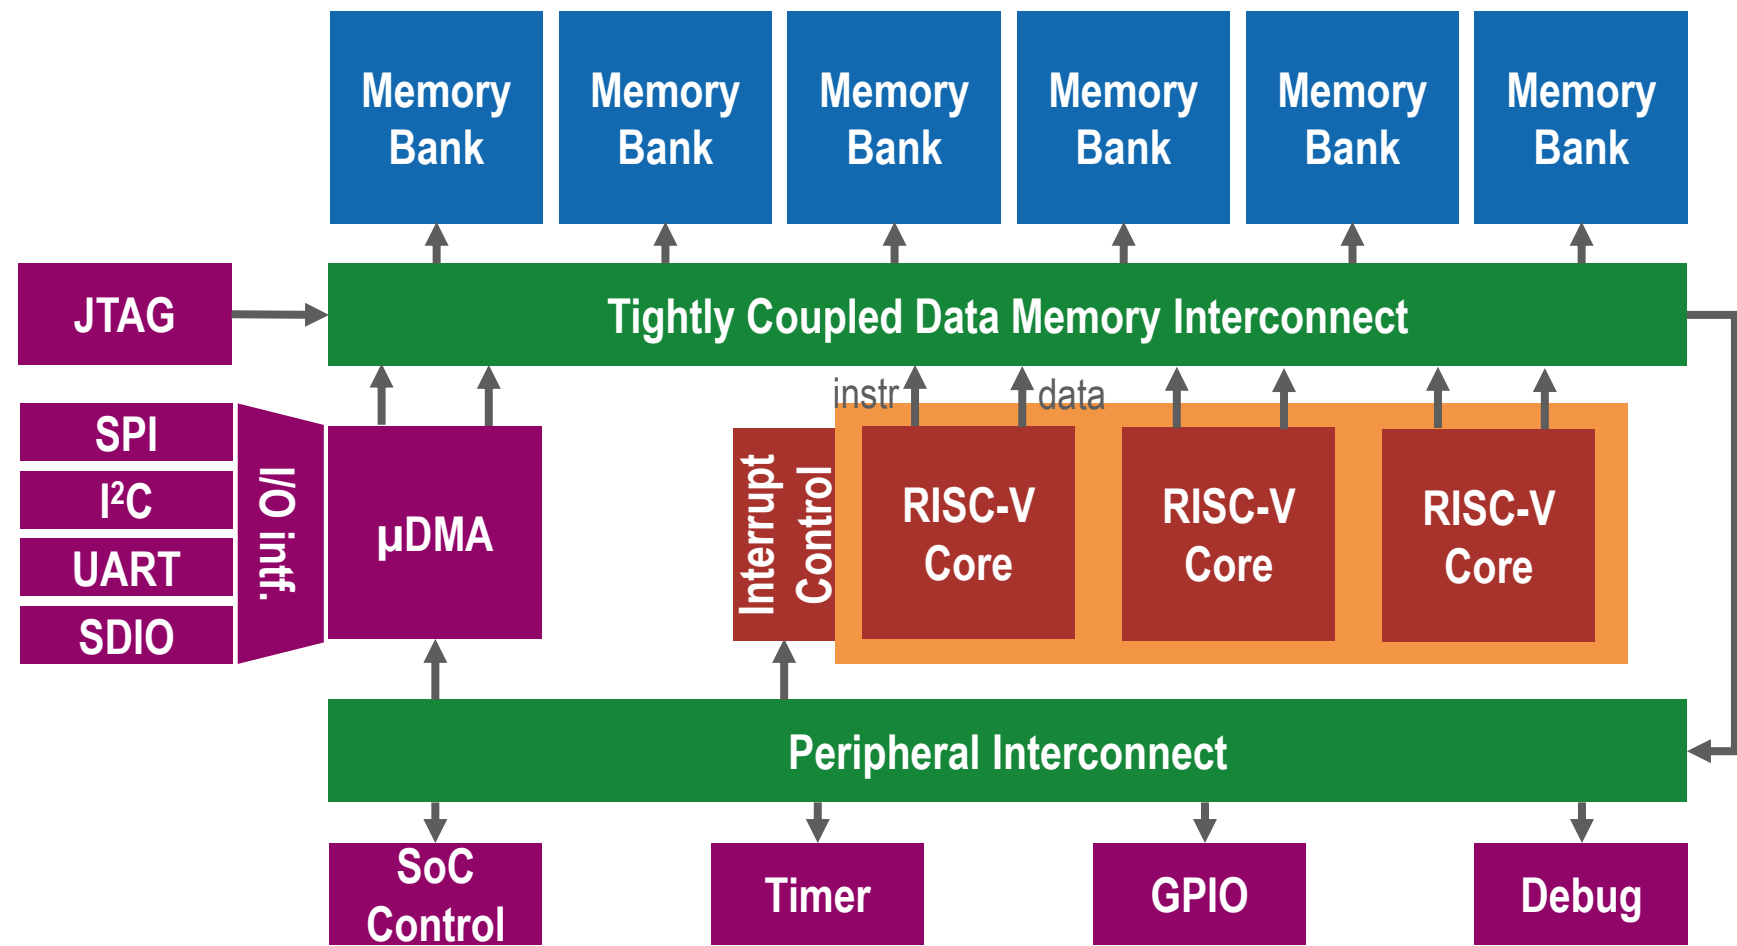 Memory
Bank
Memory
Bank
Memory
Bank
Memory
Bank
Memory
Bank
Memory
Bank
JTAG
Tightly Coupled Data Memory Interconnect
instr
data
SPI
I²C
UART
SDIO
I/O intf.
µDMA
Interrupt
Control
RISC-V
Core
RISC-V
Core
RISC-V
Core
Peripheral Interconnect
SoC
Control
Timer
GPIO
Debug